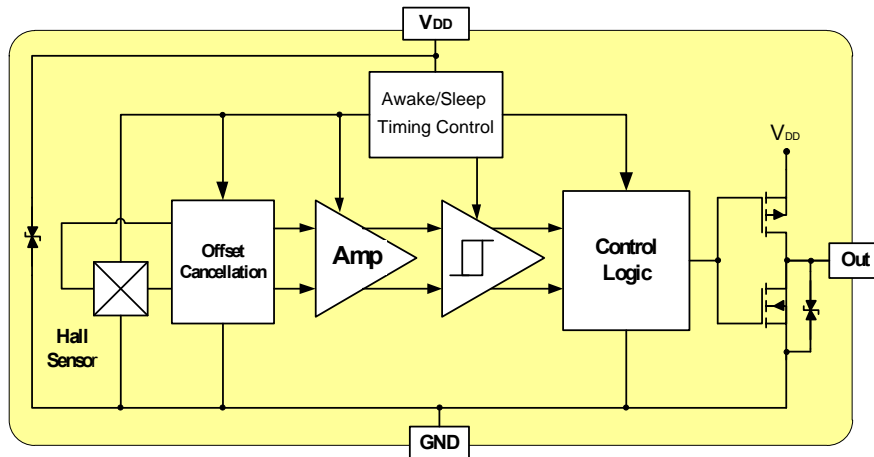 VDD
Awake/Sleep
Timing Control
VDD
Offset
Cancellation
Amp
Control
Logic
Out
Hall
Sensor
GND